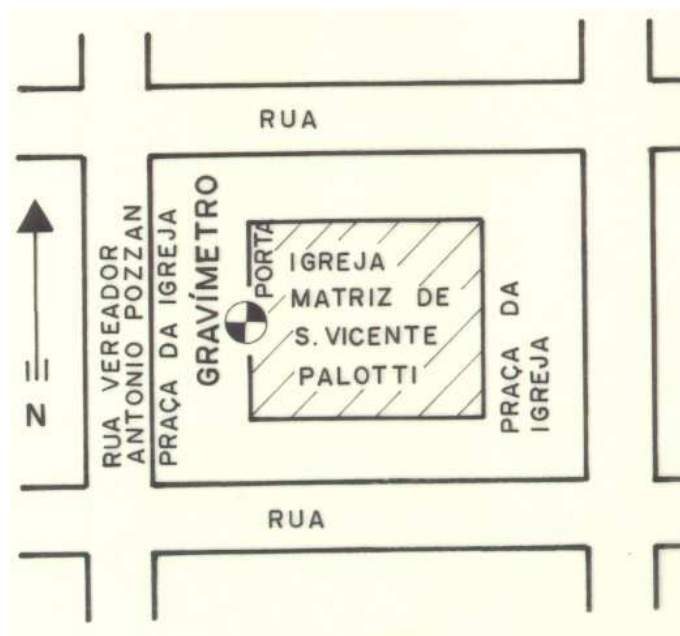 RUA
N
RUA VEREADOR
ANTONIO POZZAN
PRAÇA DA IGREJA
GRAVÍMETRO
PORTA
IGREJA
MATRIZ DE
S. VICENTE
PALOTTI
PRAÇA DA
IGREJA
RUA